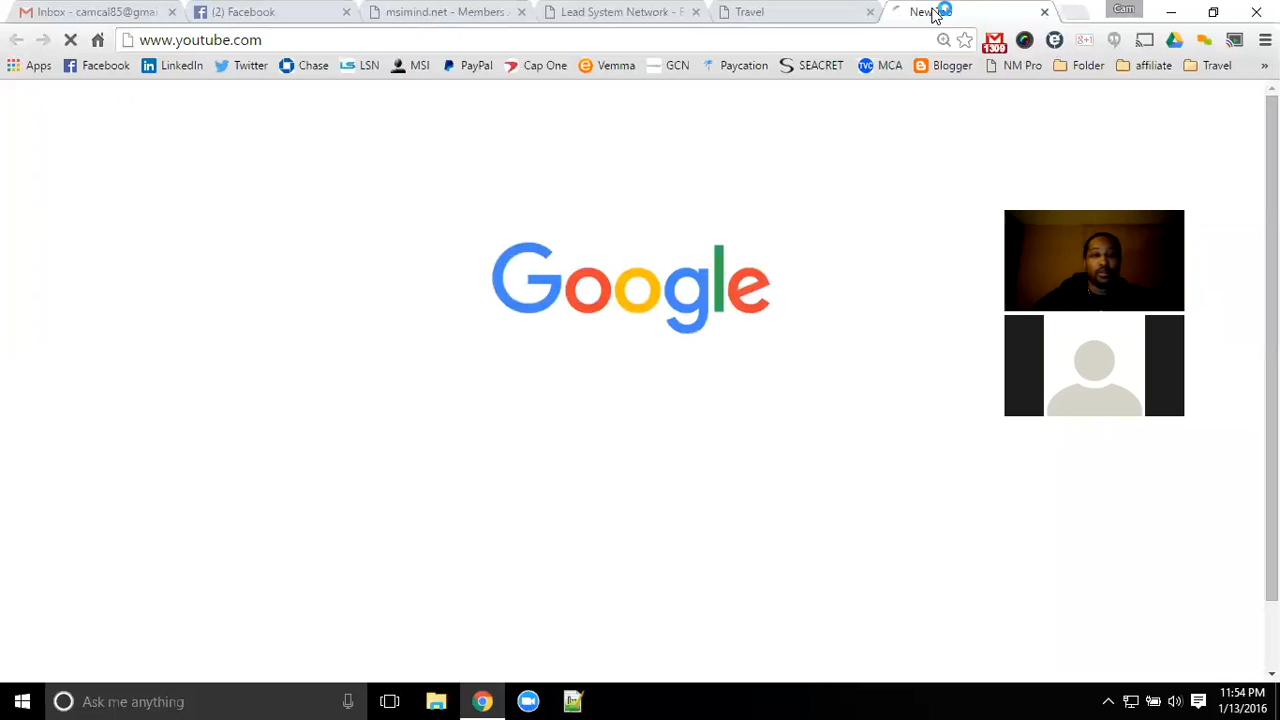 Inbox - camcal85@gmai
(2) Facebook
msimind.net - Members A
Lead System Network - E
Travel
New
Cam
www.youtube.com
1309
Apps Facebook LinkedIn Twitter Chase LSN MSI PayPal Cap One Vemma GCN Paycation SEACRET MCA Blogger NM Pro Folder affiliate Travel »
Google
Ask me anything
11:54 PM
1/13/2016